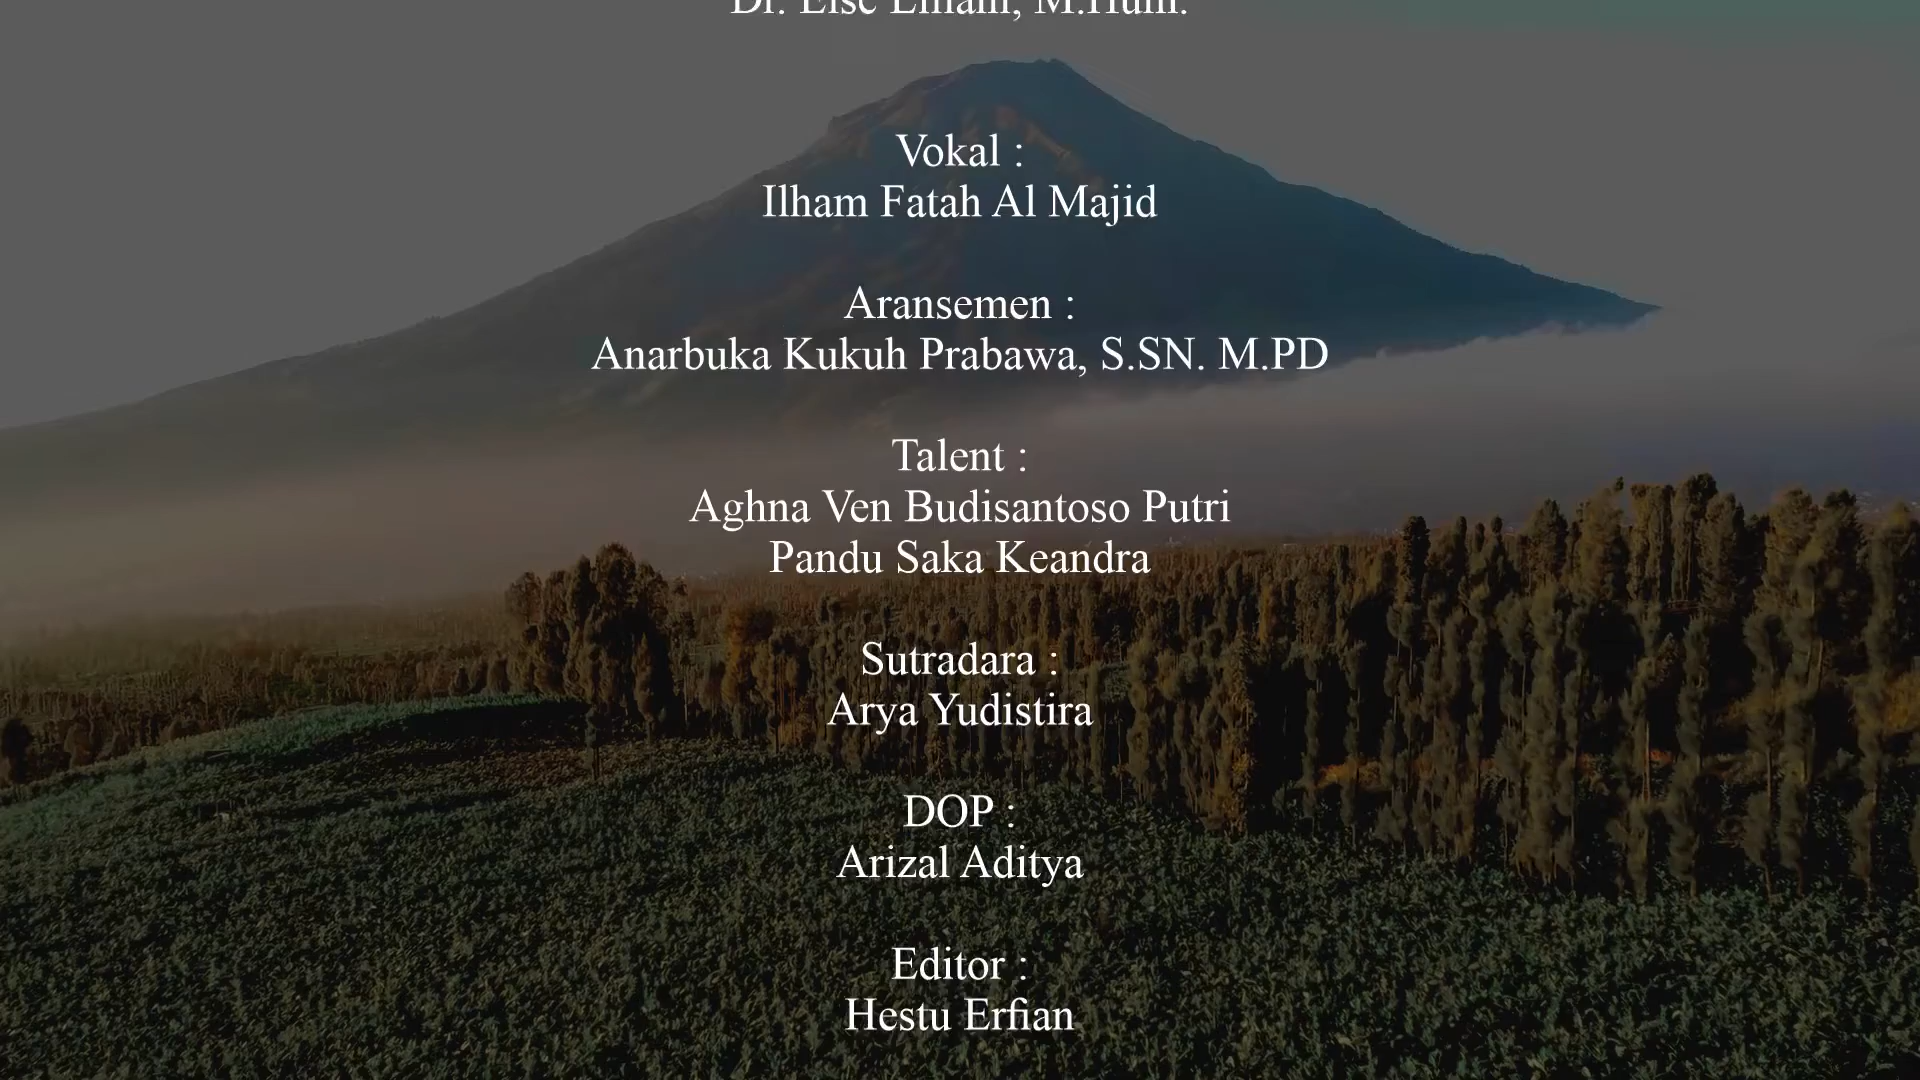 Vokal :
Ilham Fatah Al Majid
Aransemen :
Anarbuka Kukuh Prabawa, S.SN. M.PD
Talent :
Aghna Ven Budisantoso Putri
Pandu Saka Keandra
Sutradara :
Arya Yudistira
DOP :
Arizal Aditya
Editor :
Hestu Erfian